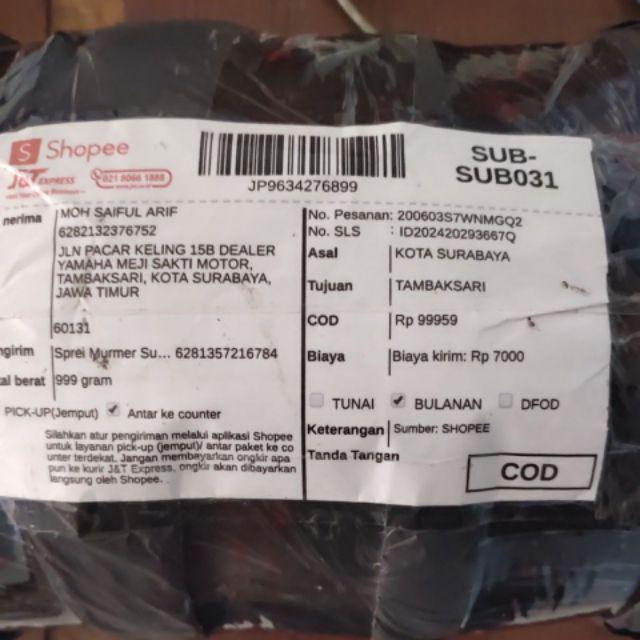 Shopee
J&T EXPRESS
021 8066 1888
JP9634276899
SUB-
SUB031
nerima
MOH SAIFUL ARIF
6282132376752
JLN PACAR KELING 15B DEALER
YAMAHA MEJI SAKTI MOTOR,
TAMBAKSARI, KOTA SURABAYA,
JAWA TIMUR
60131
ngirim Sprei Murmer Su... 6281357216784
al berat 999 gram
PICK-UP(Jemput) Antar ke counter
Silahkan atur pengiriman melalui aplikasi Shopee
untuk layanan pick-up (jemput)/ antar paket ke co
unter terdekat. Jangan membayarkan ongkir apa
pun ke kurir J&T Express, ongkir akan dibayarkan
langsung oleh Shopee. .
No. Pesanan: 200603S7WNMGQ2
No. SLS : ID202420293667Q
Asal KOTA SURABAYA
Tujuan TAMBAKSARI
COD Rp 99959
Biaya Biaya kirim: Rp 7000
TUNAI BULANAN DFOD
Keterangan Sumber: SHOPEE
Tanda Tangan
COD